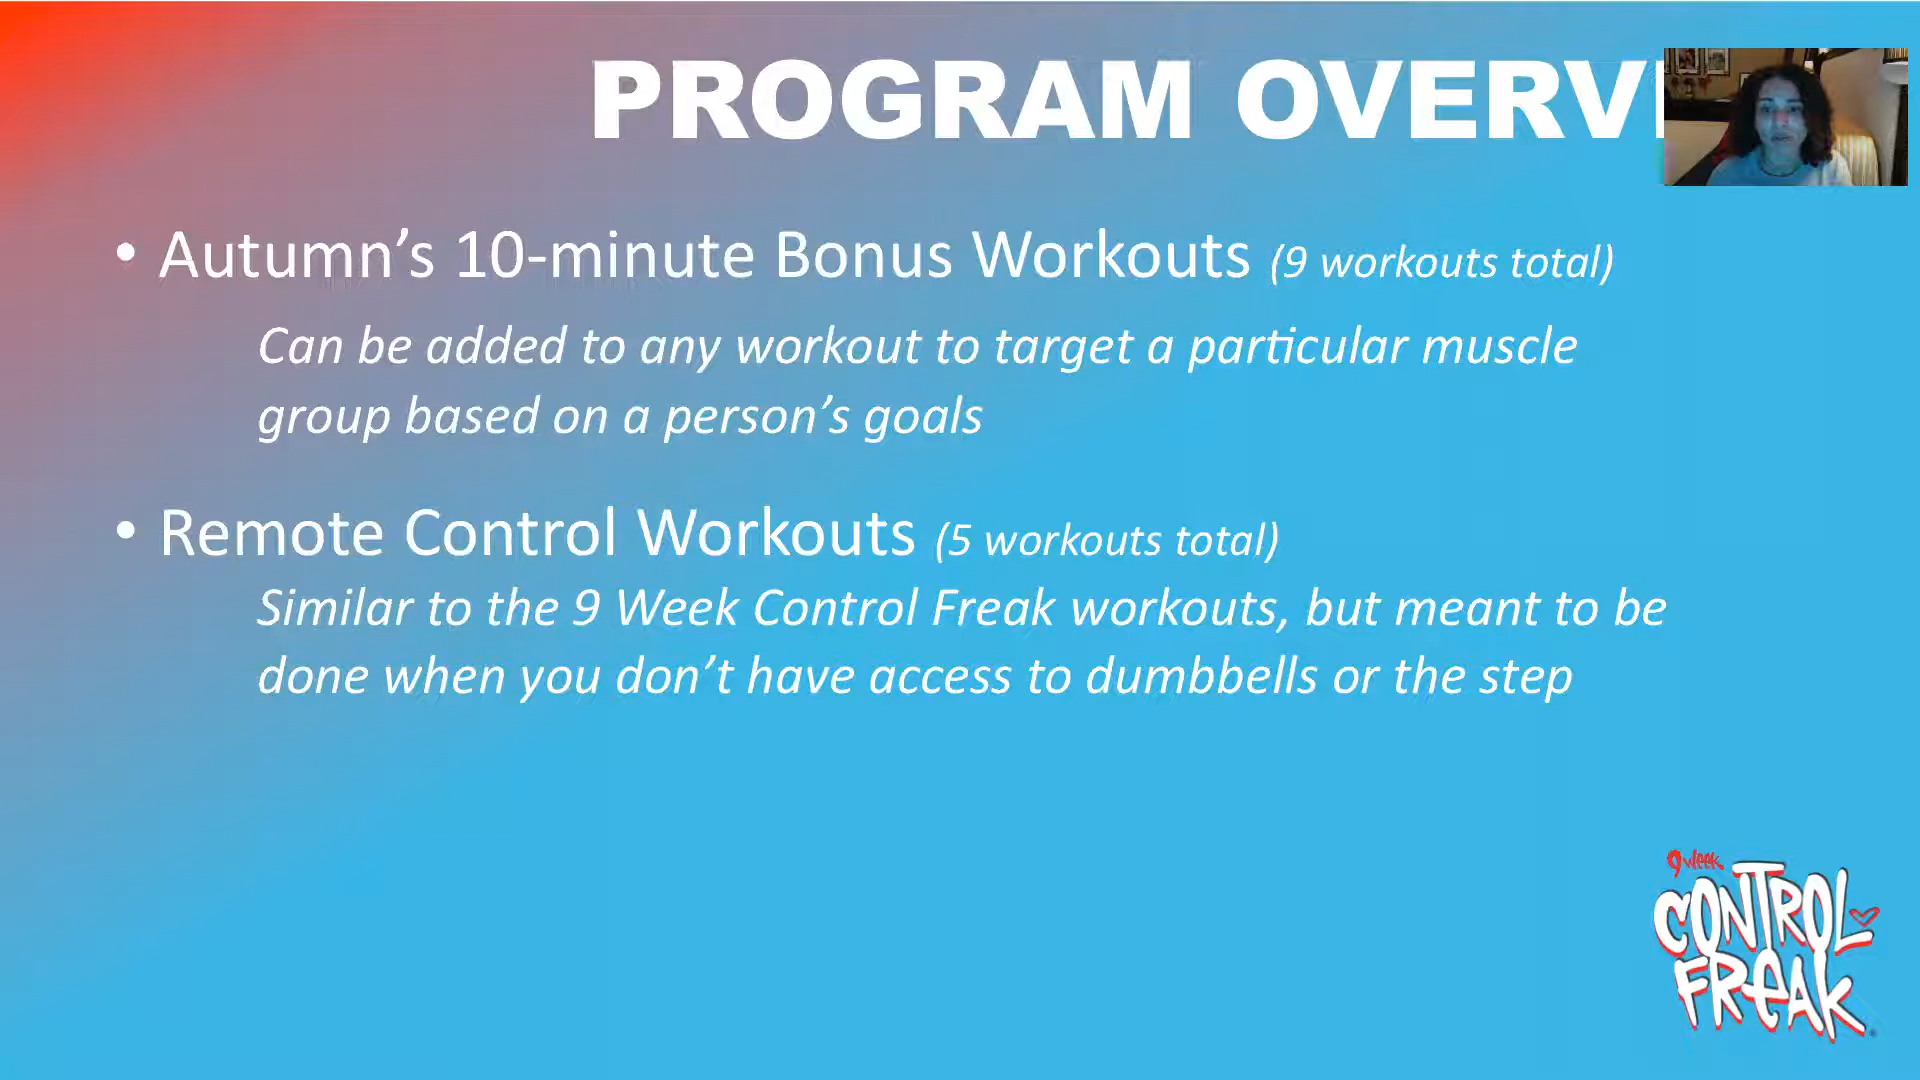 PROGRAM OVERV
• Autumn’s 10-minute Bonus Workouts (9 workouts total)
Can be added to any workout to target a particular muscle
group based on a person’s goals
• Remote Control Workouts (5 workouts total)
Similar to the 9 Week Control Freak workouts, but meant to be
done when you don’t have access to dumbbells or the step
9 week
CONTROL
FREAK